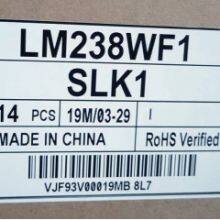 LM238WF1
SLK1
14 PCS 19M/03-29 I
MADE IN CHINA RoHS Verified
VJF93V00019MB 8L7